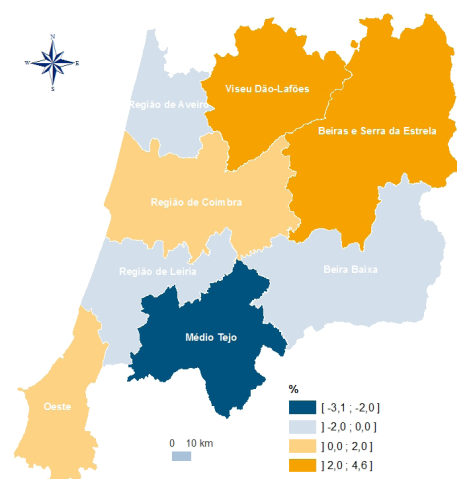 N
W E
S
Viseu Dão-Lafões
Região de Aveiro
Beiras e Serra da Estrela
Região de Coimbra
Região de Leiria
Beira Baixa
Médio Tejo
Oeste
%
[ -3,1 ; -2,0 ]
] -2,0 ; 0,0 ]
] 0,0 ; 2,0 ]
] 2,0 ; 4,6 ]
0 10 km